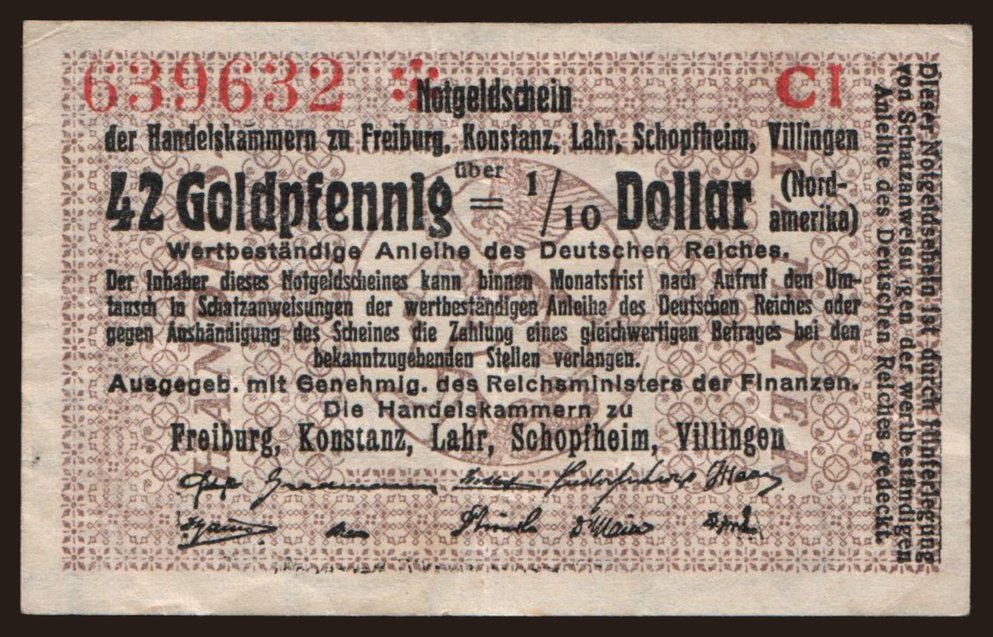 639632 * C1
Notgeldschein
der Handelskammern zu Freiburg, Konstanz, Lahr, Schopfheim, Villingen
über
42 Goldpfennig = 1/10 Dollar (Nord-
amerika)
Wertbeständige Anleihe des Deutschen Reiches.
Der Inhaber dieses Notgeldscheines kann binnen Monatsfrist nach Aufruf den Um-
tausch in Schatzanweisungen der wertbeständigen Anleihe des Deutschen Reiches oder
gegen Aushändigung des Scheines die Zahlung eines gleichwertigen Betrages bei den
bekanntzugebenden Stellen verlangen.
Ausgegeb. mit Genehmig. des Reichsministers der Finanzen.
Die Handelskammern zu
Freiburg, Konstanz, Lahr, Schopfheim, Villingen
Dieser Notgeldschein ist durch Hinterlegung
von Schatzanweisungen der wertbeständigen
Anleihe des Deutschen Reiches gedeckt.
HANDELS
KAMMER